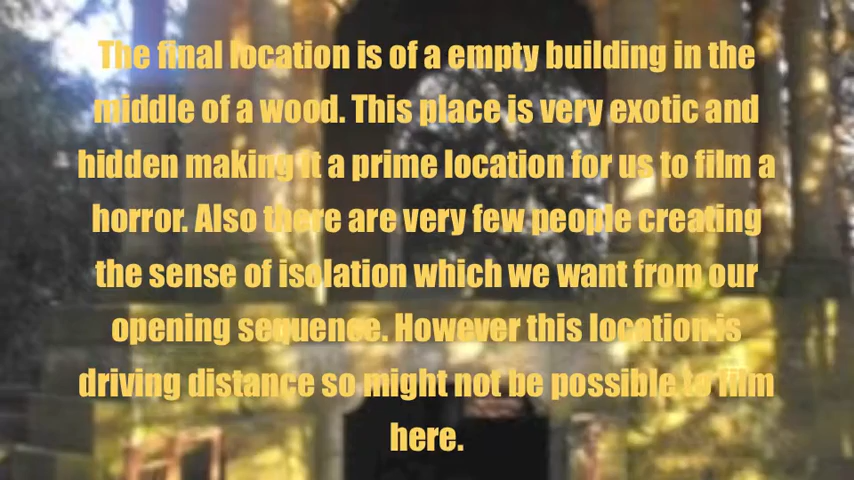 The final location is of a empty building in the
middle of a wood. This place is very exotic and
hidden making it a prime location for us to film a
horror. Also there are very few people creating
the sense of isolation which we want from our
opening sequence. However this location is
driving distance so might not be possible to film
here.